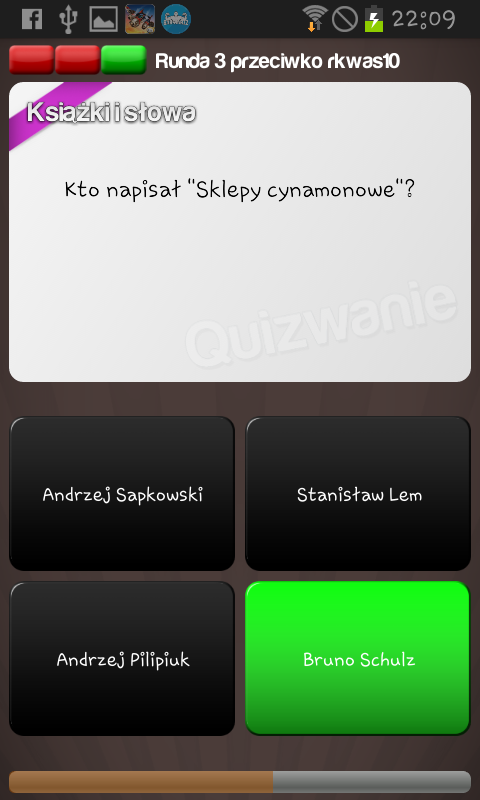 22:09
Runda 3 przeciwko rkwas10
Książki i słowa
Kto napisał "Sklepy cynamonowe"?
Quizwanie
Andrzej Sapkowski
Stanisław Lem
Andrzej Pilipiuk
Bruno Schulz